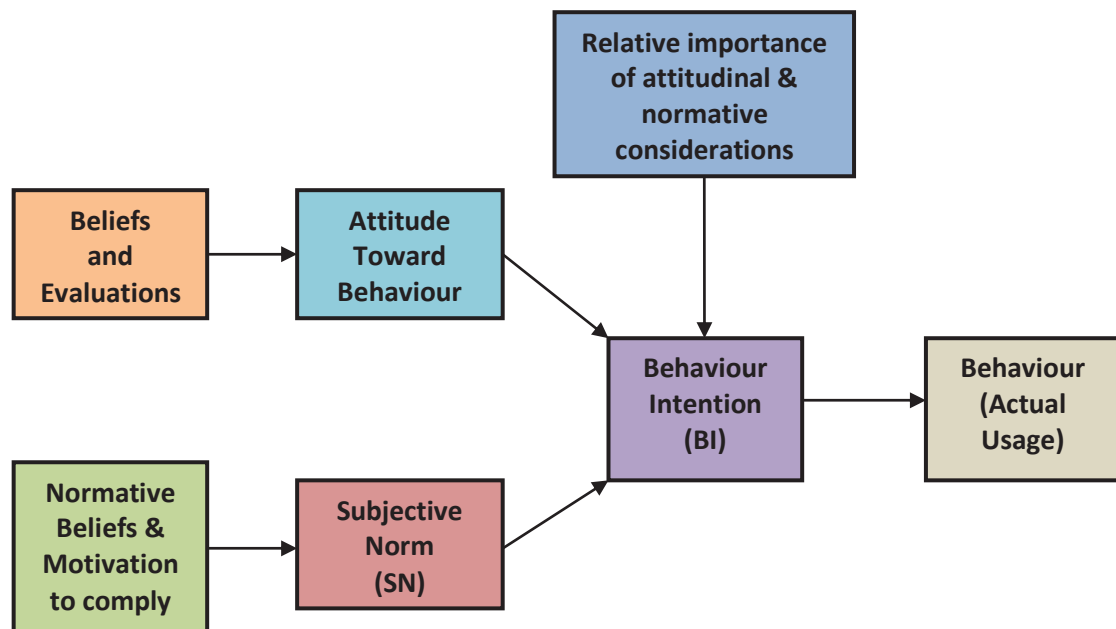 Relative importance
of attitudinal &
normative
considerations
Beliefs
and
Evaluations
Attitude
Toward
Behaviour
Behaviour
Intention
(BI)
Behaviour
(Actual
Usage)
Normative
Beliefs &
Motivation
to comply
Subjective
Norm
(SN)